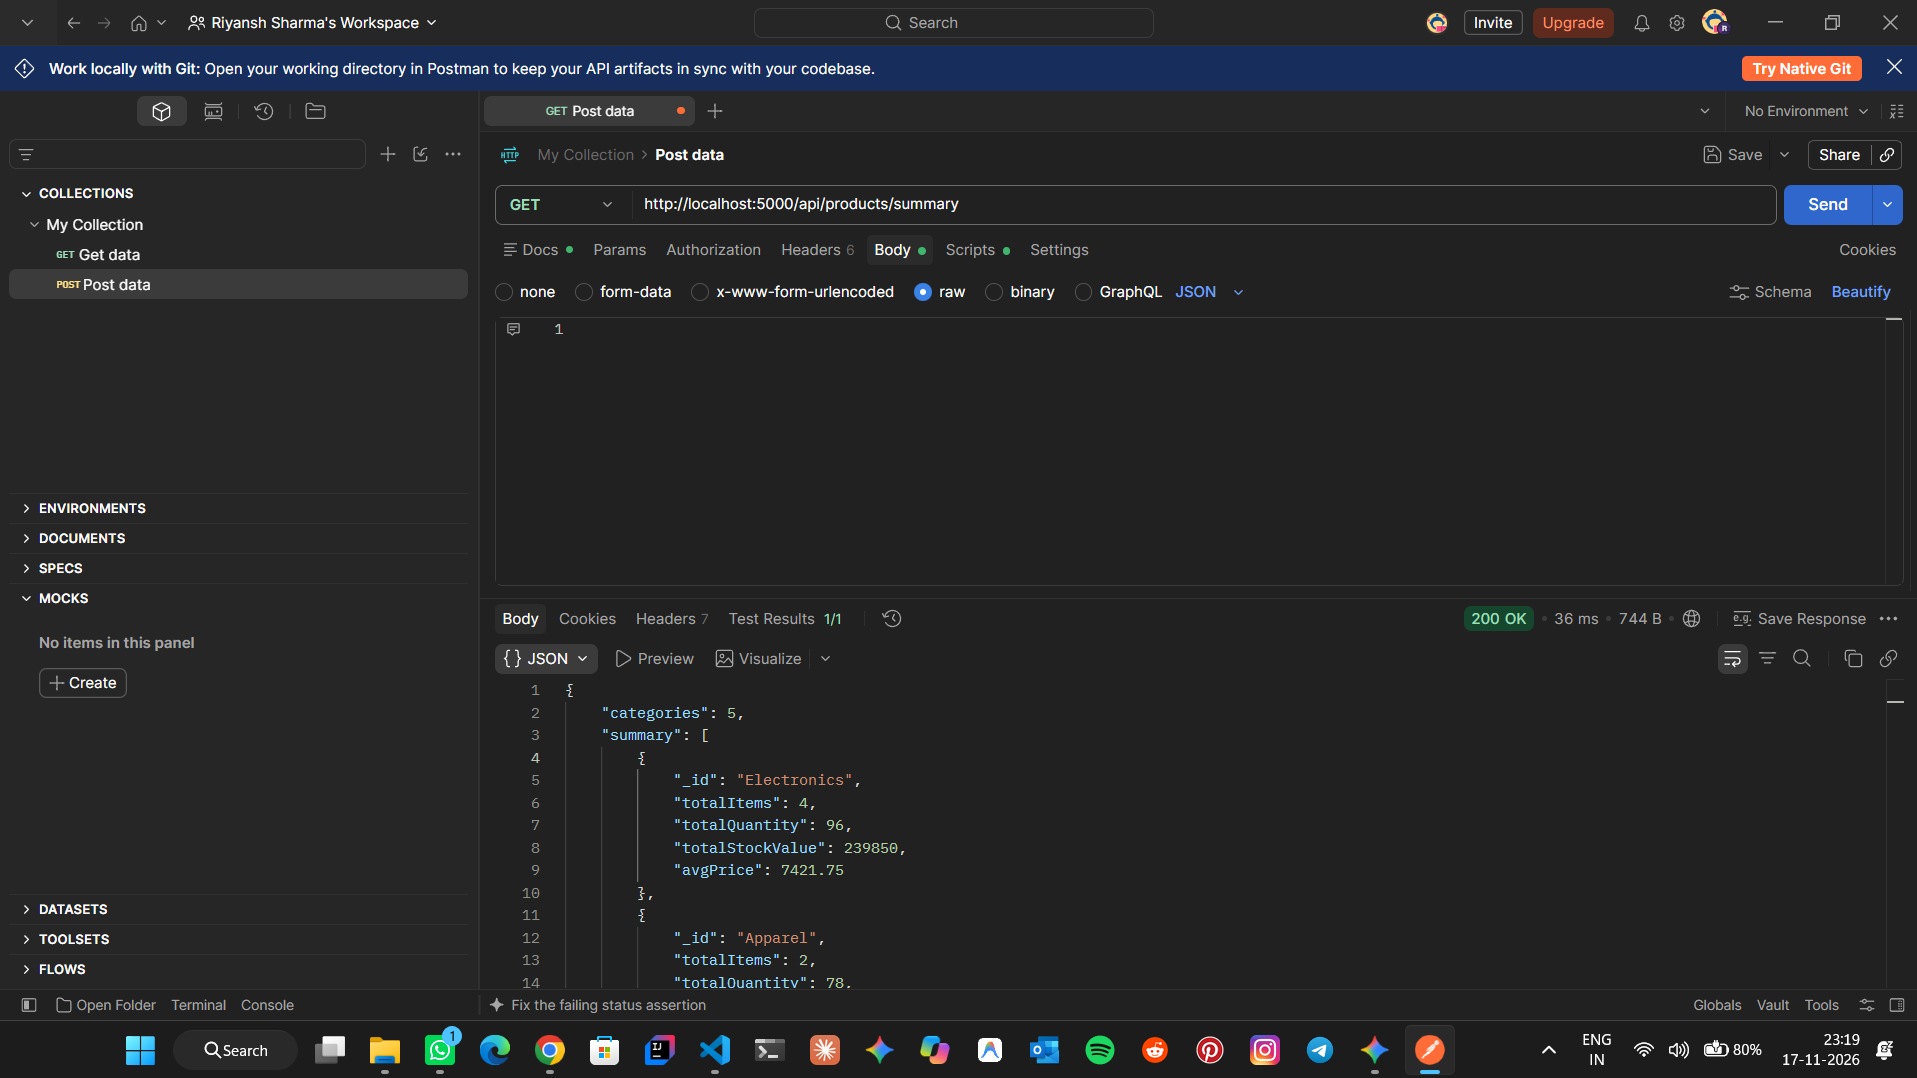 Riyansh Sharma's Workspace
Search
Invite
Upgrade
R
Work locally with Git: Open your working directory in Postman to keep your API artifacts in sync with your codebase.
Try Native Git
GET Post data
No Environment
HTTP My Collection > Post data
Save
Share
COLLECTIONS
My Collection
GET Get data
POST Post data
GET
http://localhost:5000/api/products/summary
Send
Docs
Params
Authorization
Headers 6
Body
Scripts
Settings
Cookies
none
form-data
x-www-form-urlencoded
raw
binary
GraphQL
JSON
Schema
Beautify
1
ENVIRONMENTS
DOCUMENTS
SPECS
MOCKS
No items in this panel
Create
DATASETS
TOOLSETS
FLOWS
Body
Cookies
Headers 7
Test Results 1/1
200 OK
36 ms
744 B
e.g. Save Response
{} JSON
Preview
Visualize
1 {
2 "categories": 5,
3 "summary": [
4 {
5 "_id": "Electronics",
6 "totalItems": 4,
7 "totalQuantity": 96,
8 "totalStockValue": 239850,
9 "avgPrice": 7421.75
10 },
11 {
12 "_id": "Apparel",
13 "totalItems": 2,
14 "totalQuantity": 78,
Open Folder
Terminal
Console
Fix the failing status assertion
Globals
Vault
Tools
Search
1
IJ
ENG
IN
80%
23:19
17-11-2026